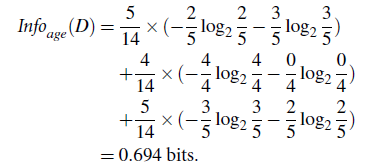 Info_age(D) = 5/14 × (−2/5 log₂ 2/5 − 3/5 log₂ 3/5)
+ 4/14 × (−4/4 log₂ 4/4 − 0/4 log₂ 0/4)
+ 5/14 × (−3/5 log₂ 3/5 − 2/5 log₂ 2/5)
= 0.694 bits.